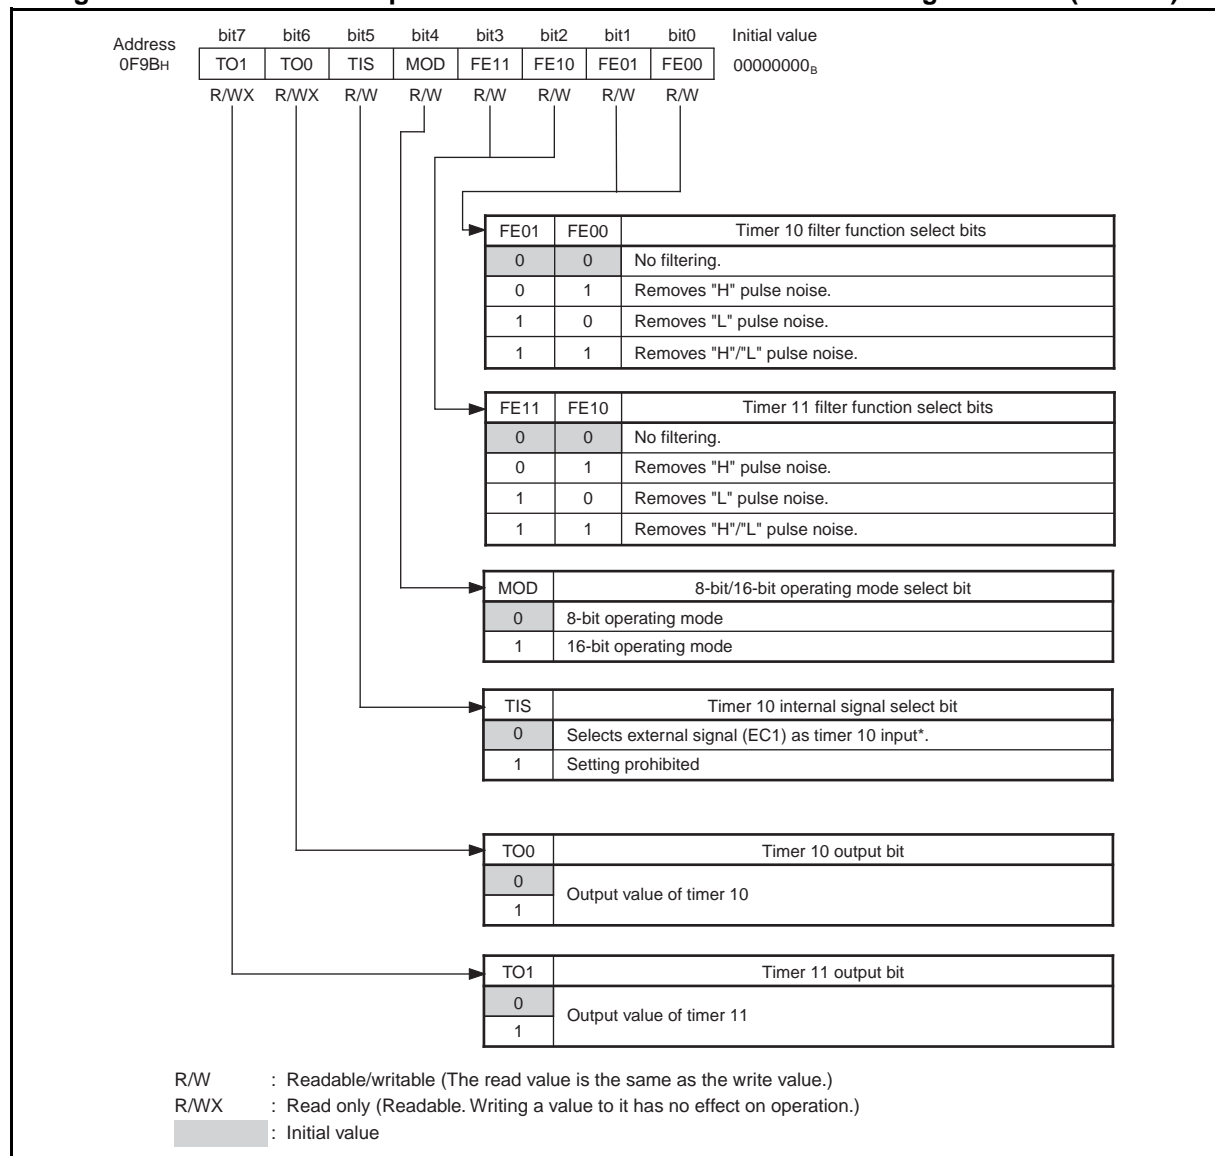 bit7 bit6 bit5 bit4 bit3 bit2 bit1 bit0 Initial value
Address
0F9BH TO1 TO0 TIS MOD FE11 FE10 FE01 FE00 00000000B
R/WX R/WX R/W R/W R/W R/W R/W R/W
FE01 FE00 Timer 10 filter function select bits
0 0 No filtering.
0 1 Removes "H" pulse noise.
1 0 Removes "L" pulse noise.
1 1 Removes "H"/"L" pulse noise.
FE11 FE10 Timer 11 filter function select bits
0 0 No filtering.
0 1 Removes "H" pulse noise.
1 0 Removes "L" pulse noise.
1 1 Removes "H"/"L" pulse noise.
MOD 8-bit/16-bit operating mode select bit
0 8-bit operating mode
1 16-bit operating mode
TIS Timer 10 internal signal select bit
0 Selects external signal (EC1) as timer 10 input*.
1 Setting prohibited
TO0 Timer 10 output bit
0
Output value of timer 10
1
TO1 Timer 11 output bit
0
Output value of timer 11
1
R/W : Readable/writable (The read value is the same as the write value.)
R/WX : Read only (Readable. Writing a value to it has no effect on operation.)
: Initial value